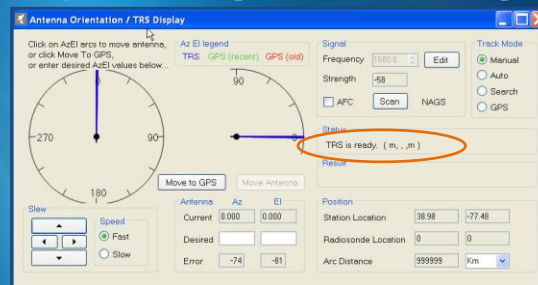 Antenna Orientation / TRS Display
Click on AzEl arcs to move antenna,
or click Move To GPS,
or enter desired AzEl values below...
0
270
90
180
Az El legend
TRS GPS (recent) GPS (old)
90
0
Move to GPS Move Antenna
Slew
Speed
Fast
Slow
Antenna Az El
Current 0.000 0.000
Desired
Error -74 -81
Signal
Frequency 1680.0 Edit
Strength -58
AFC Scan NAGS
Track Mode
Manual
Auto
Search
GPS
Status
TRS is ready. ( m, , ,m )
Result
Position
Station Location 38.98 -77.48
Radiosonde Location 0 0
Arc Distance 999999 Km